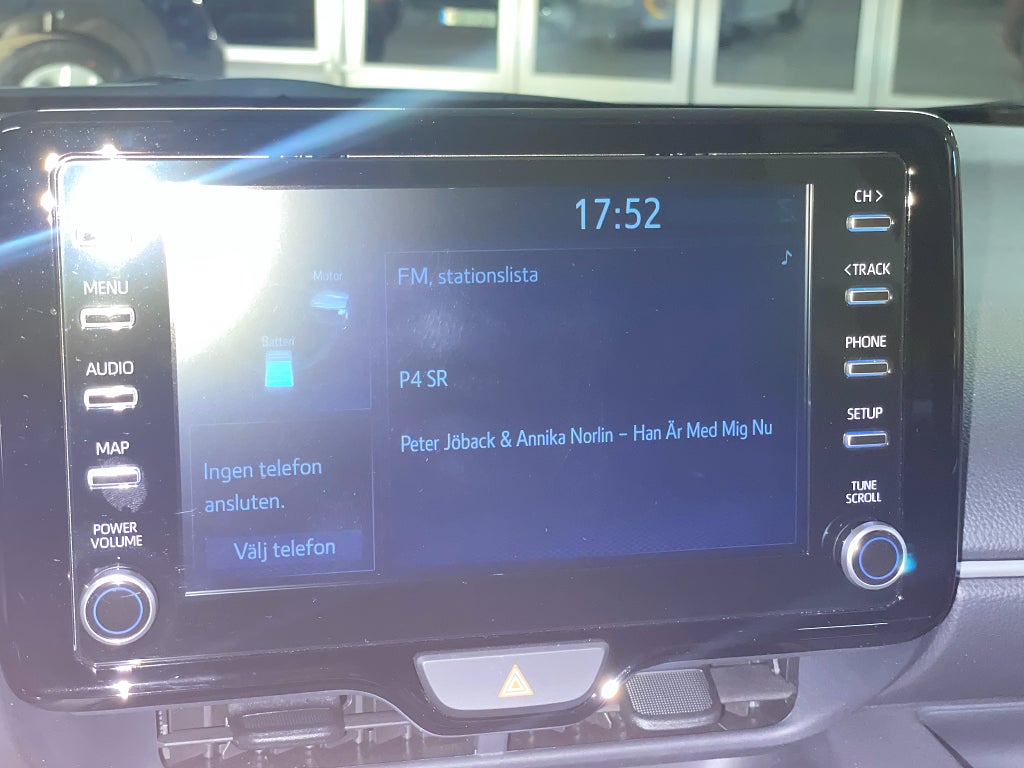 17:52
Motor
Batteri
FM, stationslista
P4 SR
Peter Jöback & Annika Norlin – Han Är Med Mig Nu
Ingen telefon
ansluten.
Välj telefon
MENU
AUDIO
MAP
POWER
VOLUME
CH >
< TRACK
PHONE
SETUP
TUNE
SCROLL